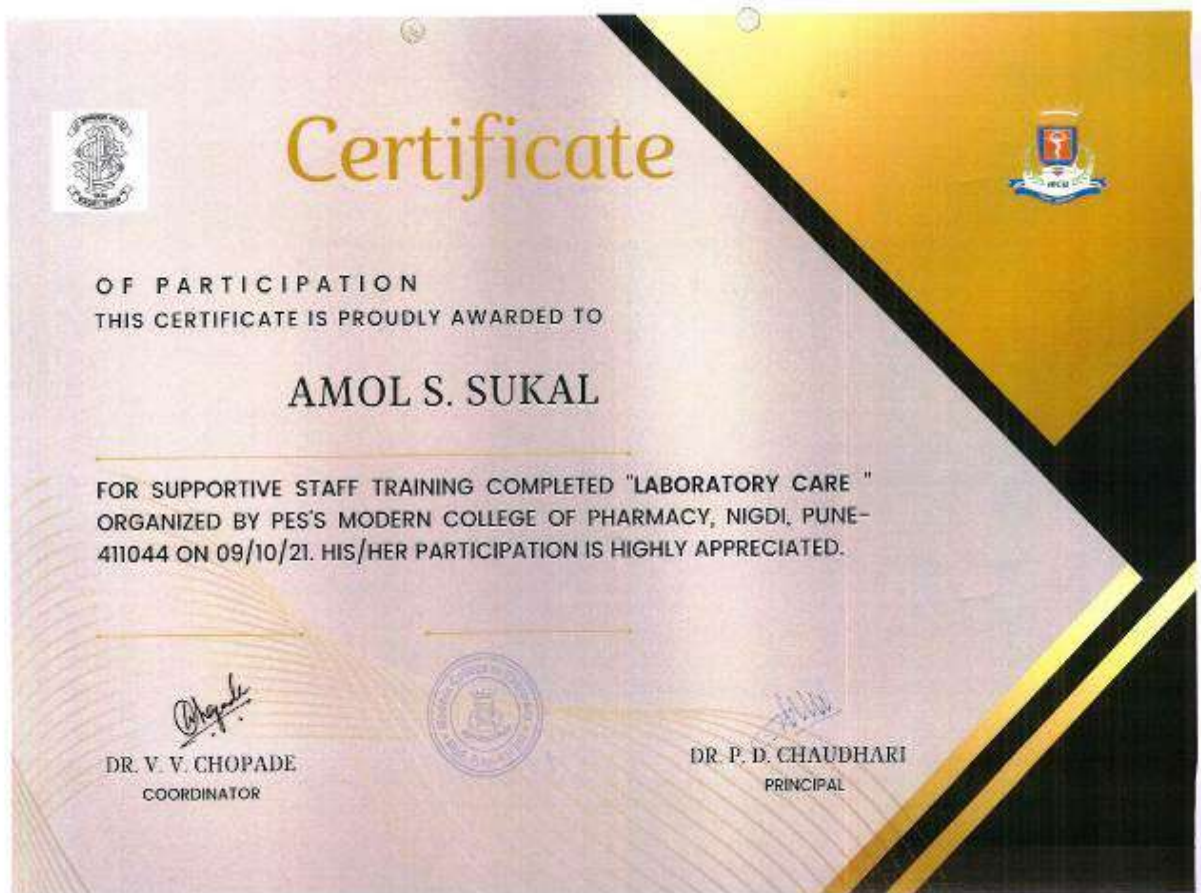 Certificate
OF PARTICIPATION
THIS CERTIFICATE IS PROUDLY AWARDED TO
AMOL S. SUKAL
FOR SUPPORTIVE STAFF TRAINING COMPLETED "LABORATORY CARE "
ORGANIZED BY PES'S MODERN COLLEGE OF PHARMACY, NIGDI, PUNE-
411044 ON 09/10/21. HIS/HER PARTICIPATION IS HIGHLY APPRECIATED.
DR. V. V. CHOPADE
COORDINATOR
DR. P. D. CHAUDHARI
PRINCIPAL